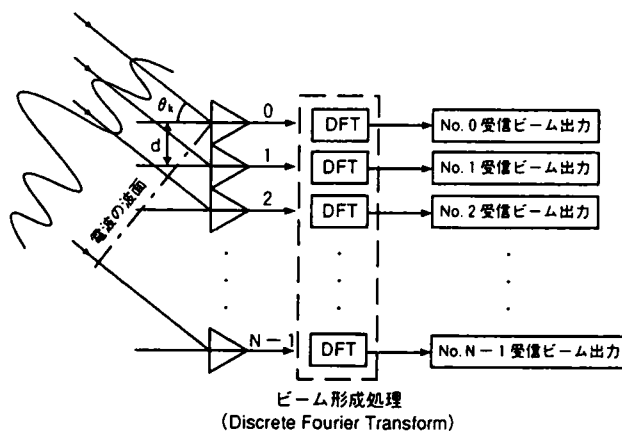 θk
d
0
1
2
N−1
電波の波面
DFT
DFT
DFT
DFT
No.0 受信ビーム出力
No.1 受信ビーム出力
No.2 受信ビーム出力
No.N−1 受信ビーム出力
ビーム形成処理
(Discrete Fourier Transform)